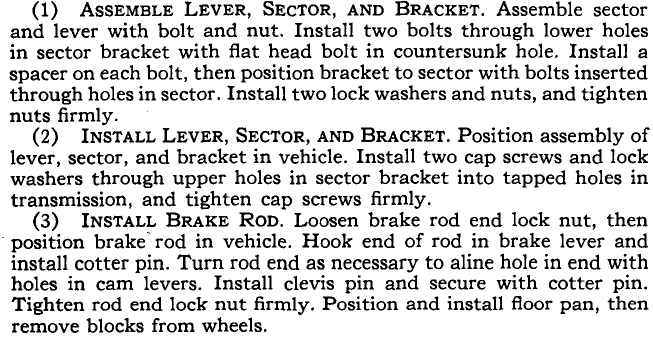 (1) ASSEMBLE LEVER, SECTOR, AND BRACKET. Assemble sector
and lever with bolt and nut. Install two bolts through lower holes
in sector bracket with flat head bolt in countersunk hole. Install a
spacer on each bolt, then position bracket to sector with bolts inserted
through holes in sector. Install two lock washers and nuts, and tighten
nuts firmly.
(2) INSTALL LEVER, SECTOR, AND BRACKET. Position assembly of
lever, sector, and bracket in vehicle. Install two cap screws and lock
washers through upper holes in sector bracket into tapped holes in
transmission, and tighten cap screws firmly.
(3) INSTALL BRAKE ROD. Loosen brake rod end lock nut, then
position brake rod in vehicle. Hook end of rod in brake lever and
install cotter pin. Turn rod end as necessary to aline hole in end with
holes in cam levers. Install clevis pin and secure with cotter pin.
Tighten rod end lock nut firmly. Position and install floor pan, then
remove blocks from wheels.